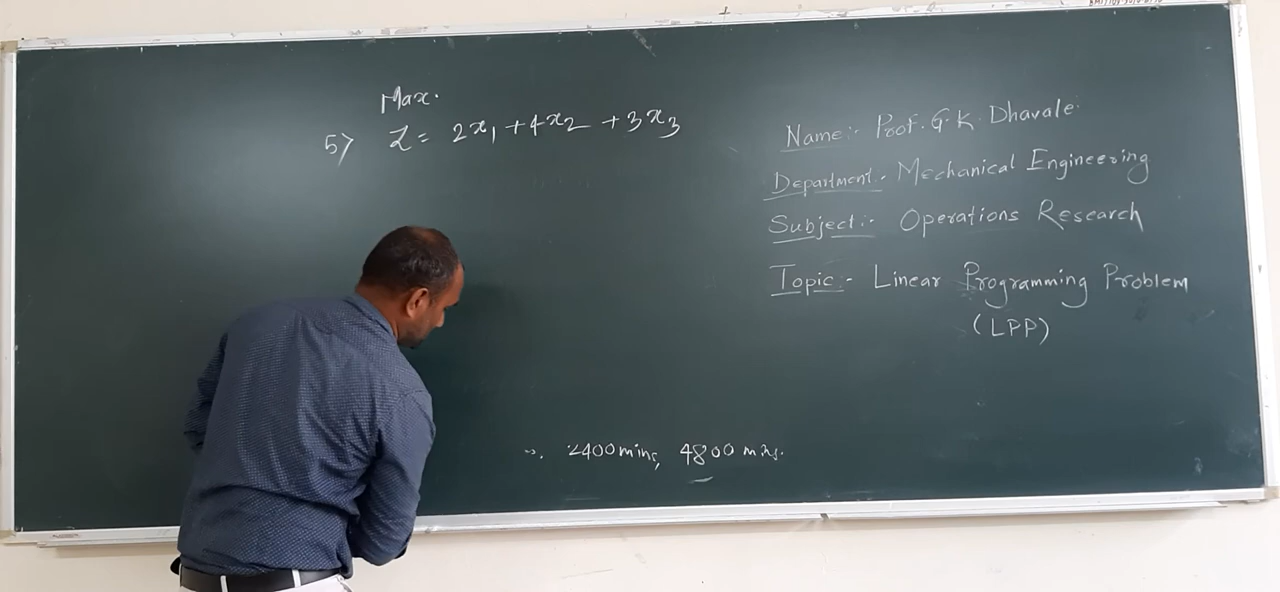 Max.
5) Z = 2x₁ + 4x₂ + 3x₃
∴ 2400 mins, 4800 mins.
Name:- Prof. G. K. Dhavale
Department:- Mechanical Engineering
Subject:- Operations Research
Topic:- Linear Programming Problem
(LPP)